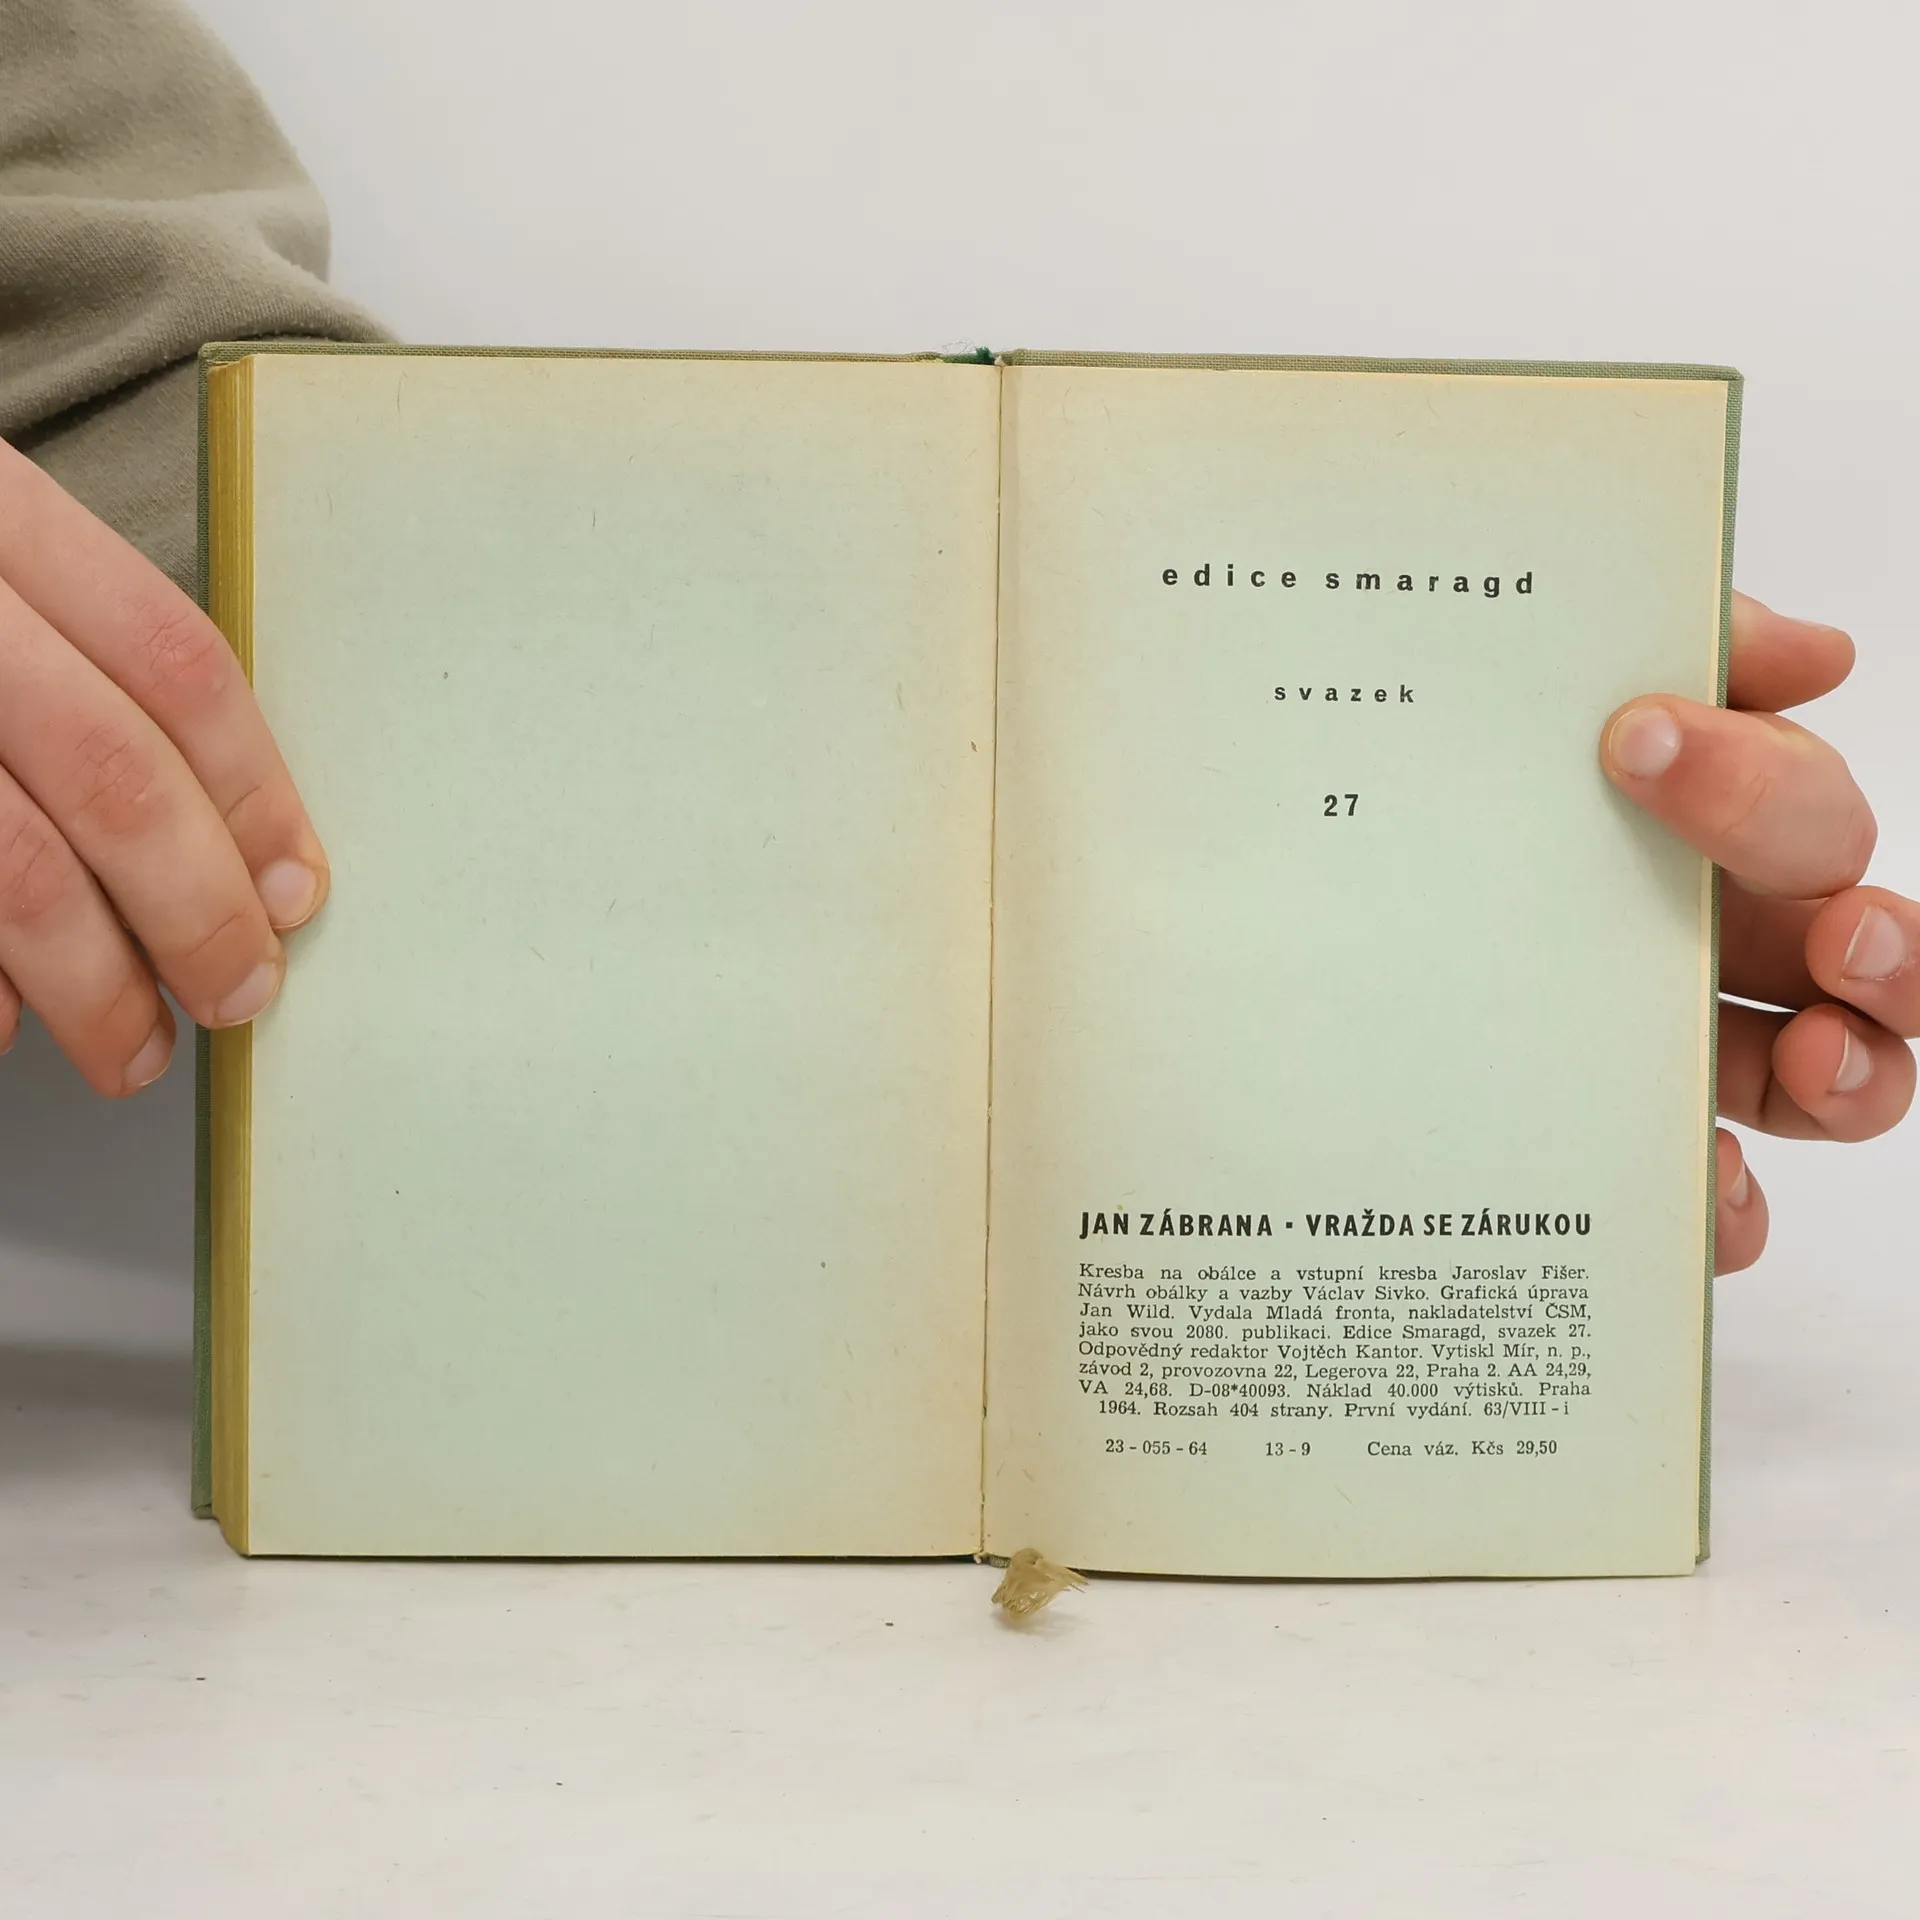 edice smaragd
svazek
27
JAN ZÁBRANA · VRAŽDA SE ZÁRUKOU
Kresba na obálce a vstupní kresba Jaroslav Fišer.
Návrh obálky a vazby Václav Sivko. Grafická úprava
Jan Wild. Vydala Mladá fronta, nakladatelství ČSM,
jako svou 2080. publikaci. Edice Smaragd, svazek 27.
Odpovědný redaktor Vojtěch Kantor. Vytiskl Mír, n. p.,
závod 2, provozovna 22, Legerova 22, Praha 2. AA 24,29,
VA 24,68. D-08*40093. Náklad 40.000 výtisků. Praha
1964. Rozsah 404 strany. První vydání. 63/VIII - i
23 - 055 - 64 13 - 9 Cena váz. Kčs 29,50